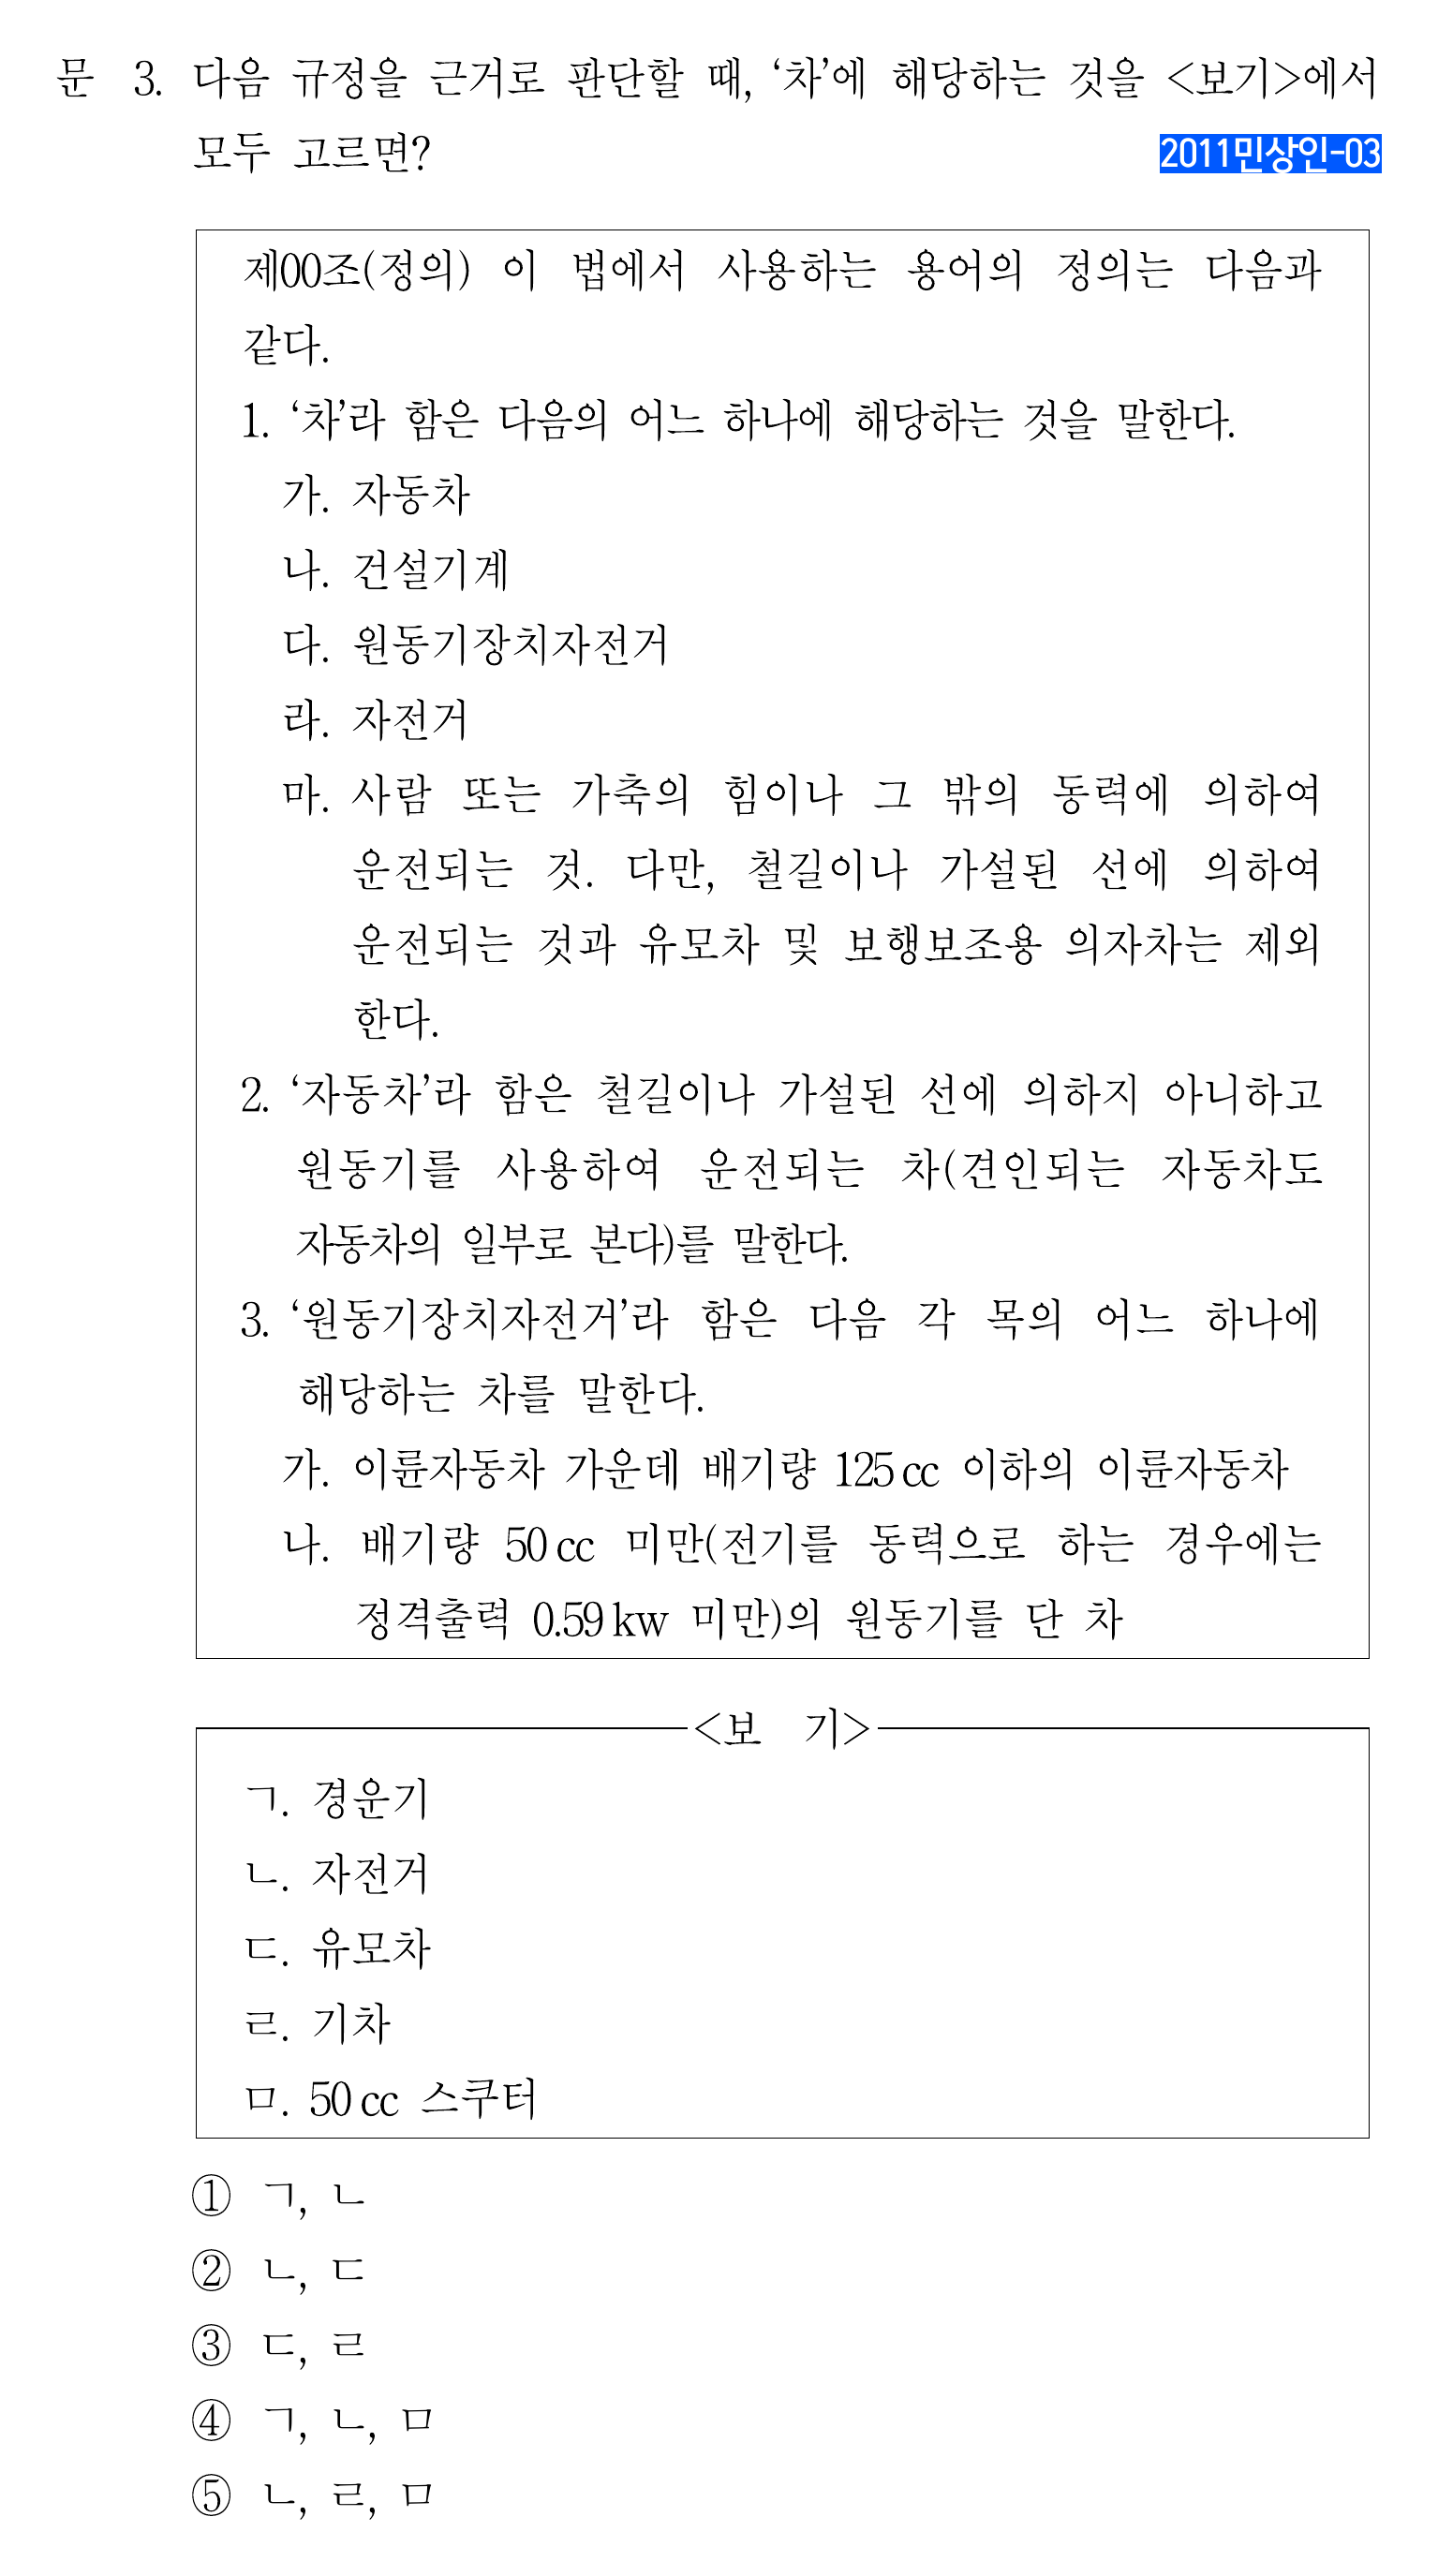 문 3. 다음 규정을 근거로 판단할 때, ‘차’에 해당하는 것을 <보기>에서
모두 고르면?
2011민상인-03
제00조(정의) 이 법에서 사용하는 용어의 정의는 다음과
같다.
1. ‘차’라 함은 다음의 어느 하나에 해당하는 것을 말한다.
가. 자동차
나. 건설기계
다. 원동기장치자전거
라. 자전거
마. 사람 또는 가축의 힘이나 그 밖의 동력에 의하여
운전되는 것. 다만, 철길이나 가설된 선에 의하여
운전되는 것과 유모차 및 보행보조용 의자차는 제외
한다.
2. ‘자동차’라 함은 철길이나 가설된 선에 의하지 아니하고
원동기를 사용하여 운전되는 차(견인되는 자동차도
자동차의 일부로 본다)를 말한다.
3. ‘원동기장치자전거’라 함은 다음 각 목의 어느 하나에
해당하는 차를 말한다.
가. 이륜자동차 가운데 배기량 125cc 이하의 이륜자동차
나. 배기량 50cc 미만(전기를 동력으로 하는 경우에는
정격출력 0.59kw 미만)의 원동기를 단 차
<보 기>
ㄱ. 경운기
ㄴ. 자전거
ㄷ. 유모차
ㄹ. 기차
ㅁ. 50cc 스쿠터
① ㄱ, ㄴ
② ㄴ, ㄷ
③ ㄷ, ㄹ
④ ㄱ, ㄴ, ㅁ
⑤ ㄴ, ㄹ, ㅁ